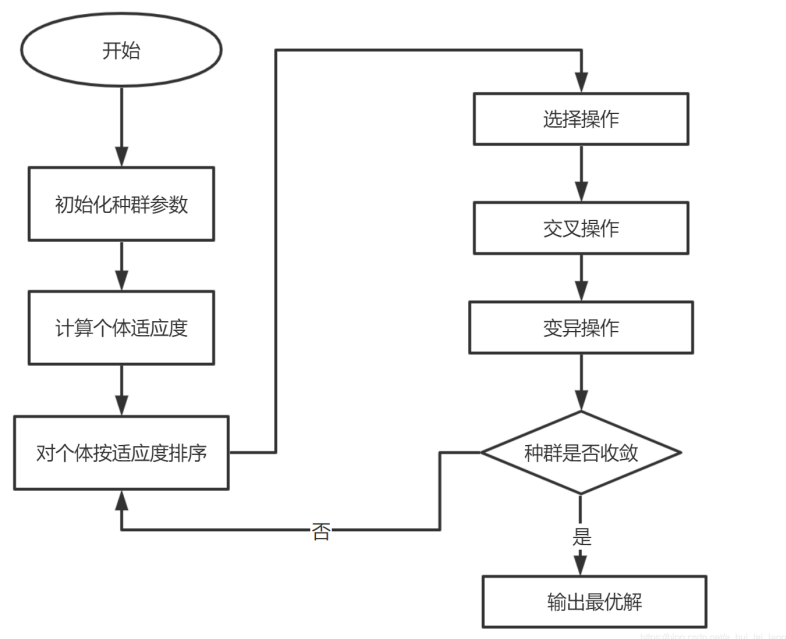 开始
初始化种群参数
计算个体适应度
对个体按适应度排序
选择操作
交叉操作
变异操作
种群是否收敛
否
是
输出最优解